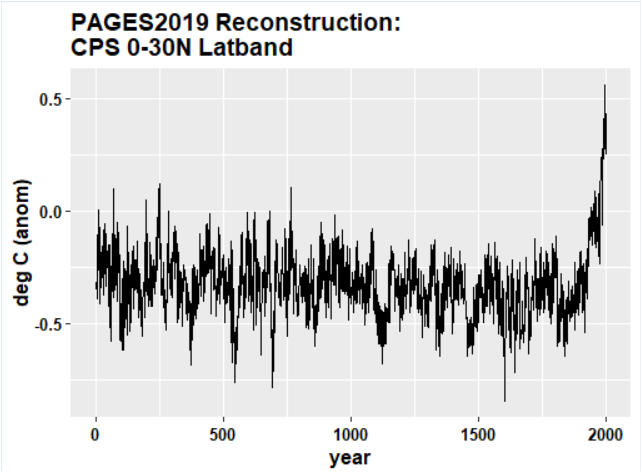 PAGES2019 Reconstruction:
CPS 0-30N Latband
deg C (anom)
0.5
0.0
-0.5
0 500 1000 1500 2000
year